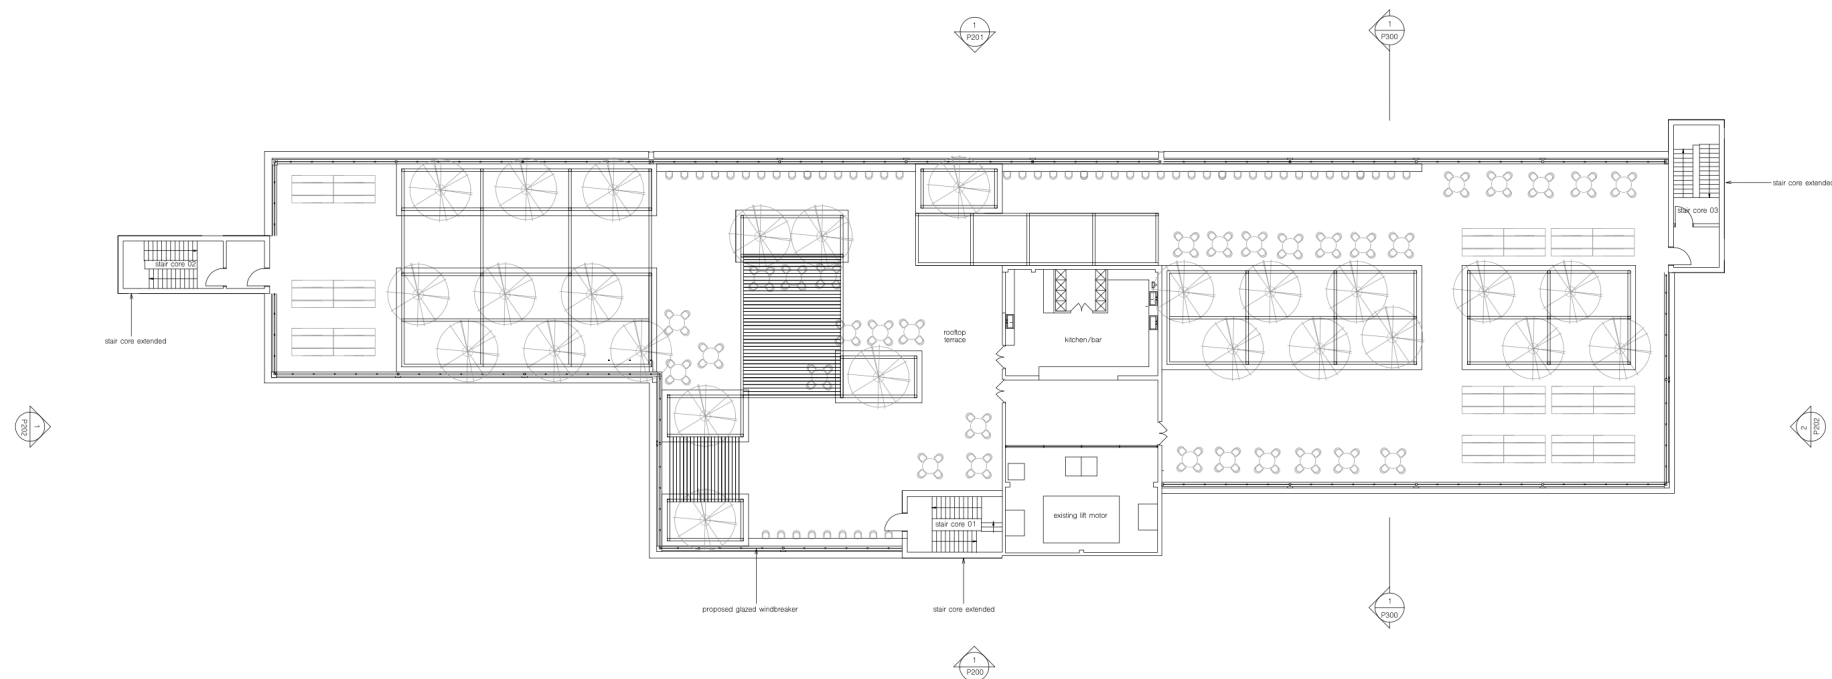 1
P201
1
P300
stair core extended
stair core 03
stair core 02
stair core extended
rooftop
terrace
kitchen/bar
1
P202
2
P202
existing lift motor
stair core 01
proposed glazed windbreaker
stair core extended
1
P300
1
P200